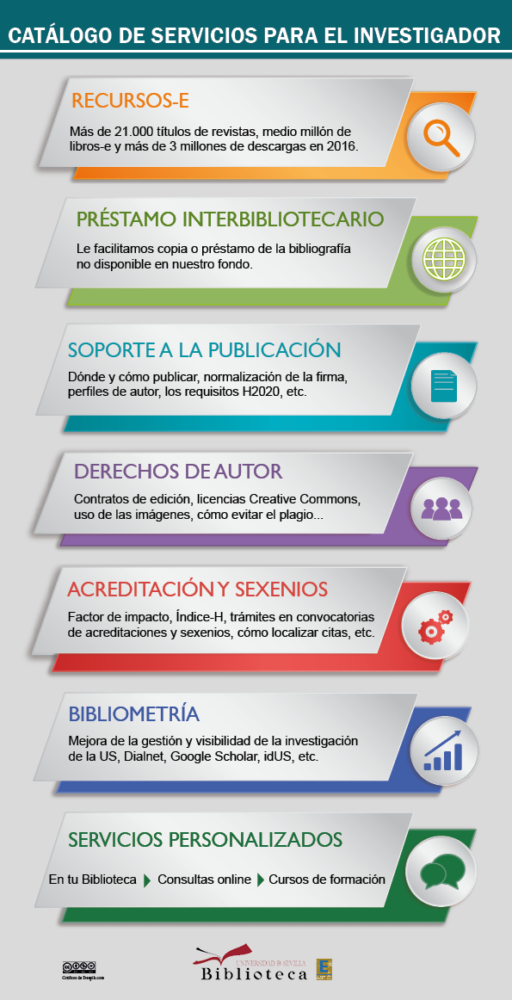 CATÁLOGO DE SERVICIOS PARA EL INVESTIGADOR
RECURSOS-E
Más de 21.000 títulos de revistas, medio millón de
libros-e y más de 3 millones de descargas en 2016.
PRÉSTAMO INTERBIBLIOTECARIO
Le facilitamos copia o préstamo de la bibliografía
no disponible en nuestro fondo.
SOPORTE A LA PUBLICACIÓN
Dónde y cómo publicar, normalización de la firma,
perfiles de autor, los requisitos H2020, etc.
DERECHOS DE AUTOR
Contratos de edición, licencias Creative Commons,
uso de las imágenes, cómo evitar el plagio...
ACREDITACIÓN Y SEXENIOS
Factor de impacto, Índice-H, trámites en convocatorias
de acreditaciones y sexenios, cómo localizar citas, etc.
BIBLIOMETRÍA
Mejora de la gestión y visibilidad de la investigación
de la US, Dialnet, Google Scholar, idUS, etc.
SERVICIOS PERSONALIZADOS
En tu Biblioteca Consultas online Cursos de formación
UNIVERSIDAD DE SEVILLA
Biblioteca
Gráficos de Freepik.com